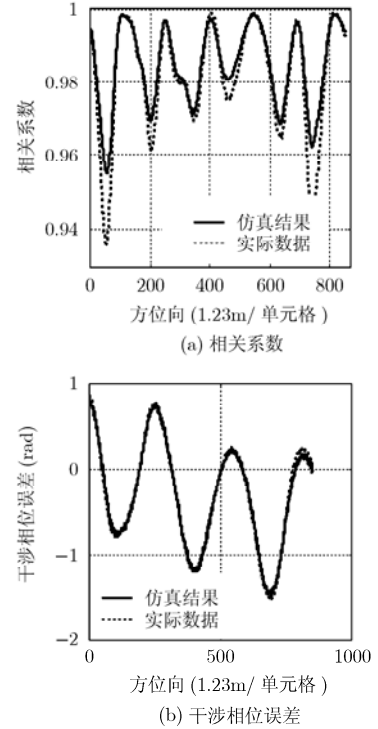 1
0.98
0.96
0.94
相关系数
仿真结果
实际数据
0 200 400 600 800
方位向 (1.23m/ 单元格 )
(a) 相关系数
1
0
−1
−2
干涉相位误差 (rad)
仿真结果
实际数据
0 500 1000
方位向 (1.23m/ 单元格 )
(b) 干涉相位误差